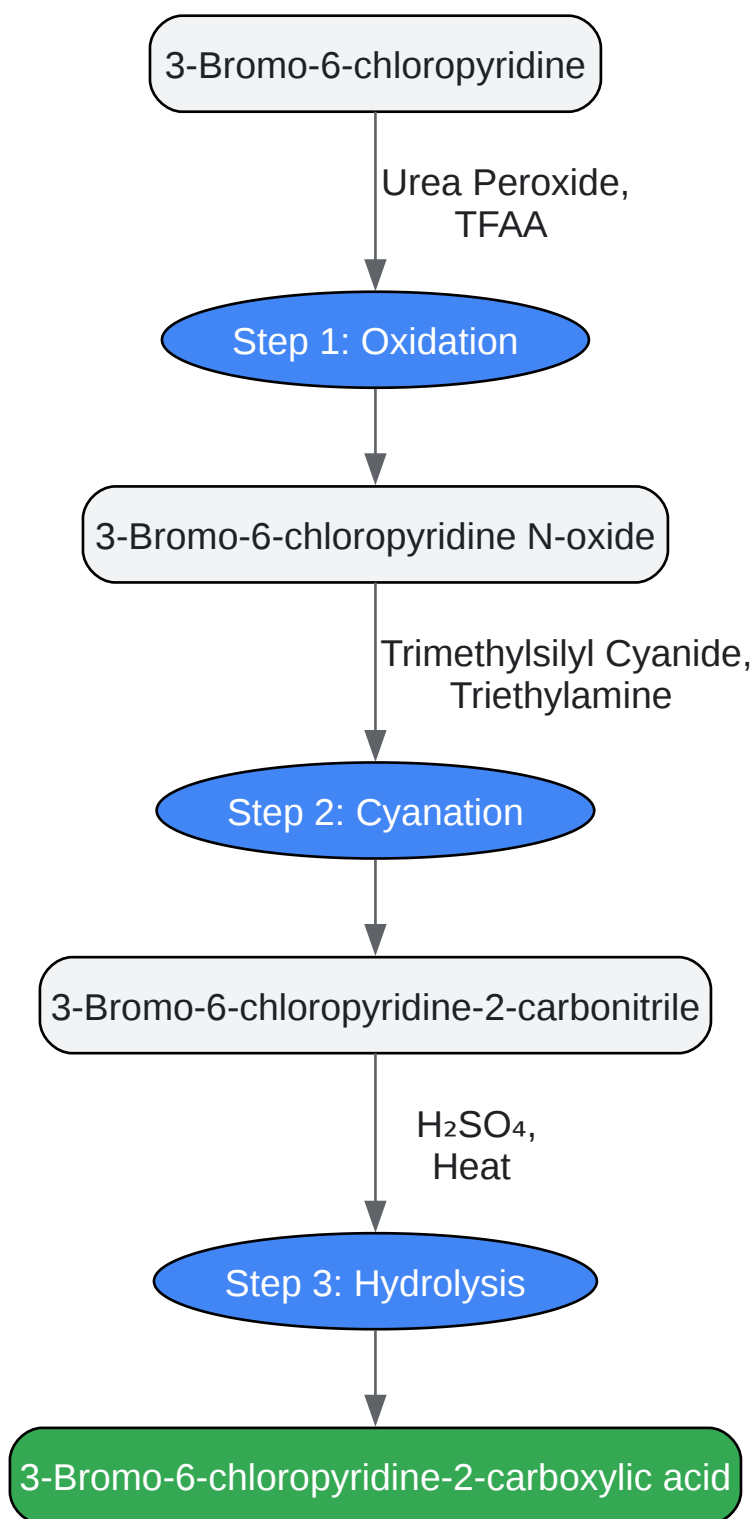 3-Bromo-6-chloropyridine
Urea Peroxide,
TFAA
Step 1: Oxidation
3-Bromo-6-chloropyridine N-oxide
Trimethylsilyl Cyanide,
Triethylamine
Step 2: Cyanation
3-Bromo-6-chloropyridine-2-carbonitrile
H₂SO₄,
Heat
Step 3: Hydrolysis
3-Bromo-6-chloropyridine-2-carboxylic acid